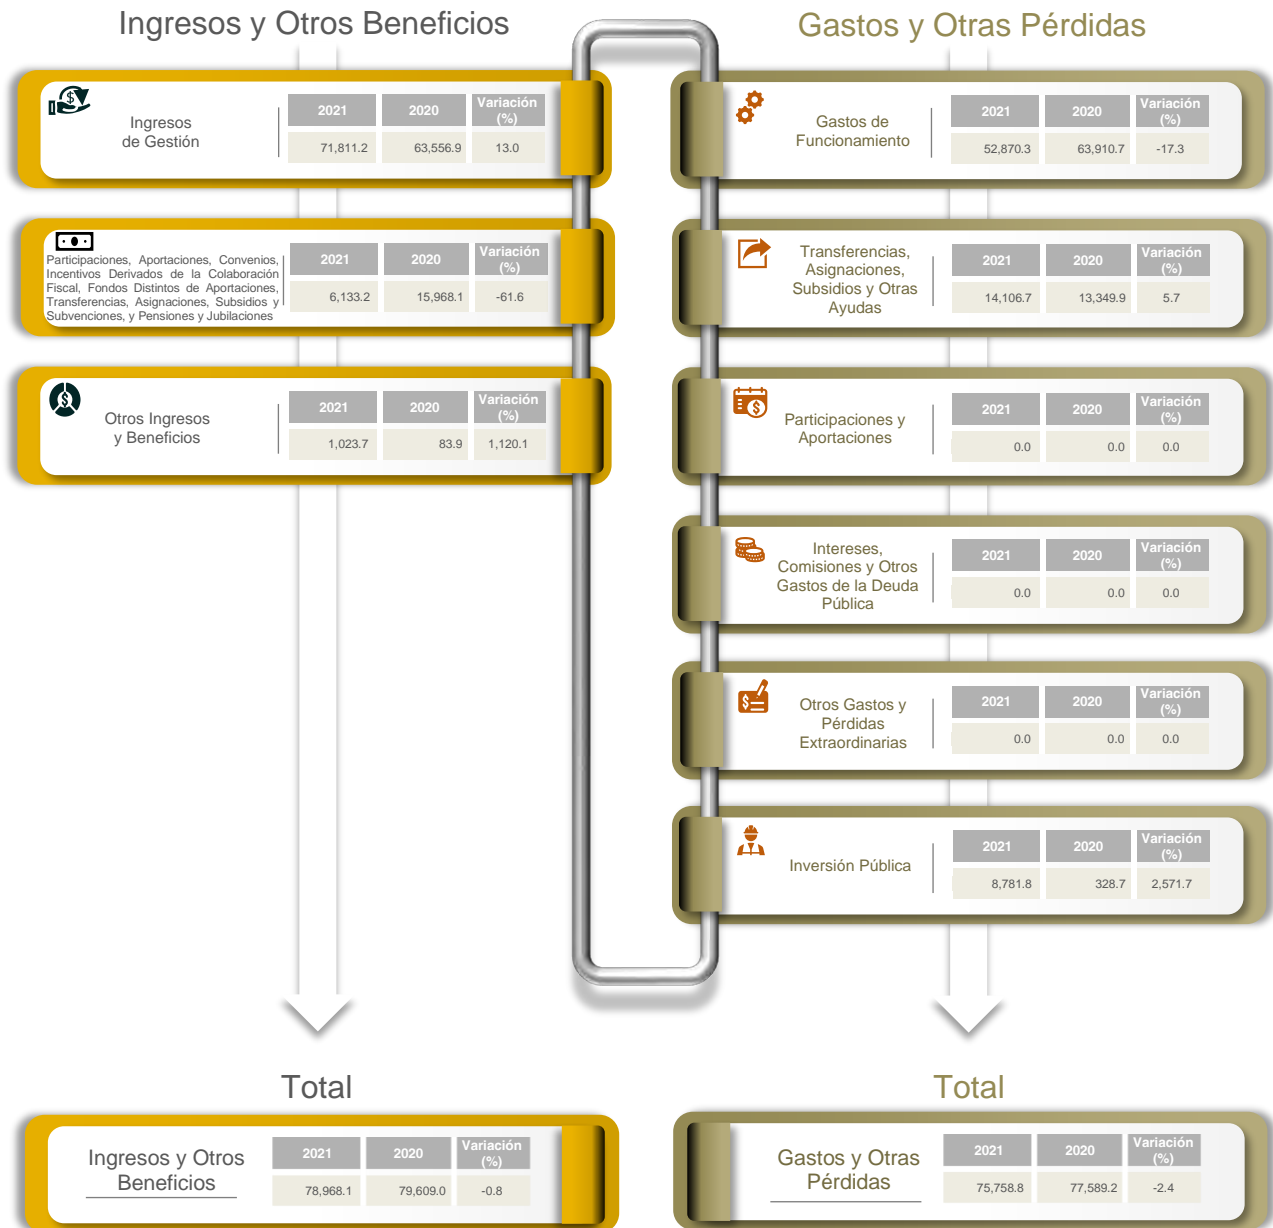 Ingresos y Otros Beneficios
Ingresos
de Gestión
2021 2020 Variación
(%)
71,811.2 63,556.9 13.0
Participaciones, Aportaciones, Convenios,
Incentivos Derivados de la Colaboración
Fiscal, Fondos Distintos de Aportaciones,
Transferencias, Asignaciones, Subsidios y
Subvenciones, y Pensiones y Jubilaciones
2021 2020 Variación
(%)
6,133.2 15,968.1 -61.6
Otros Ingresos
y Beneficios
2021 2020 Variación
(%)
1,023.7 83.9 1,120.1
Total
Ingresos y Otros
Beneficios
2021 2020 Variación
(%)
78,968.1 79,609.0 -0.8
Gastos y Otras Pérdidas
Gastos de
Funcionamiento
2021 2020 Variación
(%)
52,870.3 63,910.7 -17.3
Transferencias,
Asignaciones,
Subsidios y Otras
Ayudas
2021 2020 Variación
(%)
14,106.7 13,349.9 5.7
Participaciones y
Aportaciones
2021 2020 Variación
(%)
0.0 0.0 0.0
Intereses,
Comisiones y Otros
Gastos de la Deuda
Pública
2021 2020 Variación
(%)
0.0 0.0 0.0
Otros Gastos y
Pérdidas
Extraordinarias
2021 2020 Variación
(%)
0.0 0.0 0.0
Inversión Pública
2021 2020 Variación
(%)
8,781.8 328.7 2,571.7
Total
Gastos y Otras
Pérdidas
2021 2020 Variación
(%)
75,758.8 77,589.2 -2.4